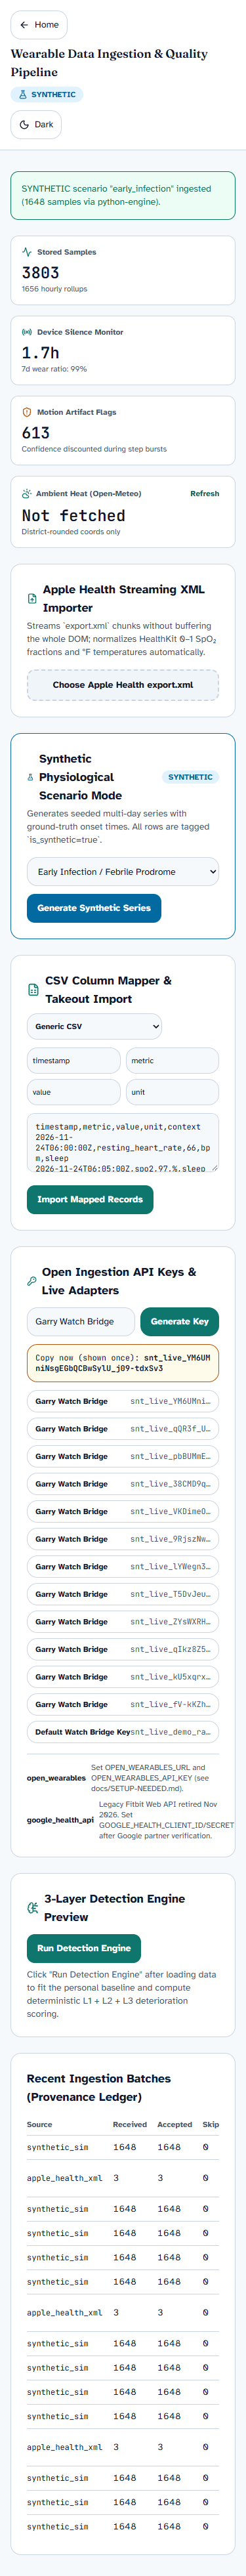 Home
Wearable Data Ingestion & Quality
Pipeline
SYNTHETIC
Dark
SYNTHETIC scenario "early_infection" ingested
(1648 samples via python-engine).
Stored Samples
3803
1656 hourly rollups
Device Silence Monitor
1.7h
7d wear ratio: 99%
Motion Artifact Flags
613
Confidence discounted during step bursts
Ambient Heat (Open-Meteo)
Refresh
Not fetched
District-rounded coords only
Apple Health Streaming XML
Importer
Streams `export.xml` chunks without buffering
the whole DOM; normalizes HealthKit 0–1 SpO₂
fractions and °F temperatures automatically.
Choose Apple Health export.xml
Synthetic
Physiological
Scenario Mode
SYNTHETIC
Generates seeded multi-day series with
ground-truth onset times. All rows are tagged
`is_synthetic=true`.
Early Infection / Febrile Prodrome
Generate Synthetic Series
CSV Column Mapper &
Takeout Import
Generic CSV
timestamp
metric
value
unit
timestamp,metric,value,unit,context
2026-11-
24T06:00:00Z,resting_heart_rate,66,bp
m,sleep
2026-11-24T06:05:00Z,spo2,97,%,sleep
Import Mapped Records
Open Ingestion API Keys &
Live Adapters
Garry Watch Bridge
Generate Key
Copy now (shown once): snt_live_YM6UM
niNsgEGbQCBwSylU_j09-tdxSv3
Garry Watch Bridge snt_live_YM6UMni…
Garry Watch Bridge snt_live_qQR3f_U…
Garry Watch Bridge snt_live_pbBUMmE…
Garry Watch Bridge snt_live_38CMD9q…
Garry Watch Bridge snt_live_VKDimeO…
Garry Watch Bridge snt_live_9RjszNw…
Garry Watch Bridge snt_live_lYWegn3…
Garry Watch Bridge snt_live_T5DvJeu…
Garry Watch Bridge snt_live_ZYsWXRH…
Garry Watch Bridge snt_live_qIkz8Z5…
Garry Watch Bridge snt_live_kU5xqrx…
Garry Watch Bridge snt_live_fV-kKZh…
Default Watch Bridge Key snt_live_demo_ra…
open_wearables
Set OPEN_WEARABLES_URL and
OPEN_WEARABLES_API_KEY (see
docs/SETUP-NEEDED.md).
google_health_api
Legacy Fitbit Web API retired Nov
2026. Set
GOOGLE_HEALTH_CLIENT_ID/SECRET
after Google partner verification.
3-Layer Detection Engine
Preview
Run Detection Engine
Click "Run Detection Engine" after loading data
to fit the personal baseline and compute
deterministic L1 + L2 + L3 deterioration
scoring.
Recent Ingestion Batches
(Provenance Ledger)
Source Received Accepted Skip
synthetic_sim 1648 1648 0
apple_health_xml 3 3 0
synthetic_sim 1648 1648 0
synthetic_sim 1648 1648 0
synthetic_sim 1648 1648 0
synthetic_sim 1648 1648 0
apple_health_xml 3 3 0
synthetic_sim 1648 1648 0
synthetic_sim 1648 1648 0
synthetic_sim 1648 1648 0
synthetic_sim 1648 1648 0
apple_health_xml 3 3 0
synthetic_sim 1648 1648 0
synthetic_sim 1648 1648 0
synthetic_sim 1648 1648 0